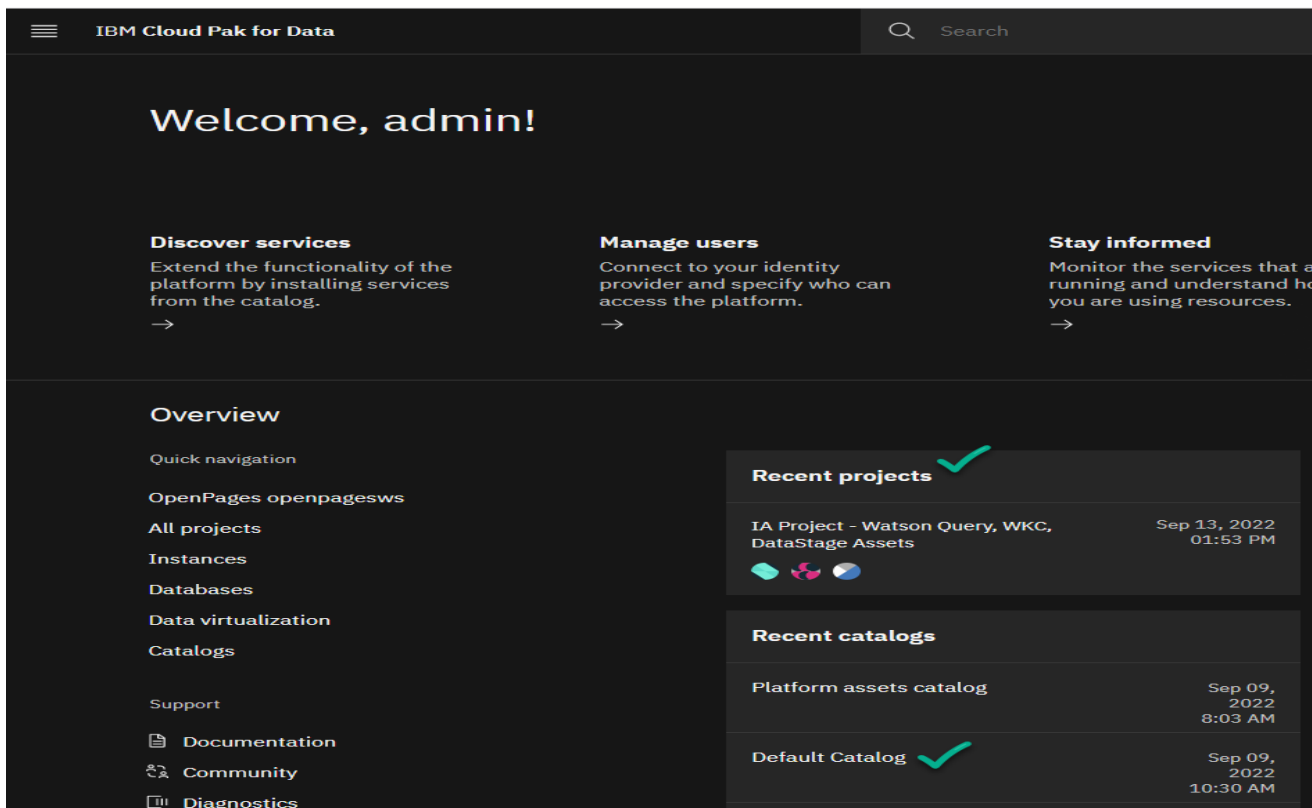 IBM Cloud Pak for Data
Search
Welcome, admin!
Discover services
Extend the functionality of the
platform by installing services
from the catalog.
Manage users
Connect to your identity
provider and specify who can
access the platform.
Stay informed
Monitor the services that a
running and understand ho
you are using resources.
Overview
Quick navigation
OpenPages openpagesws
All projects
Instances
Databases
Data virtualization
Catalogs
Support
Documentation
Community
Diagnostics
Recent projects
IA Project - Watson Query, WKC,
DataStage Assets
Sep 13, 2022
01:53 PM
Recent catalogs
Platform assets catalog
Sep 09,
2022
8:03 AM
Default Catalog
Sep 09,
2022
10:30 AM